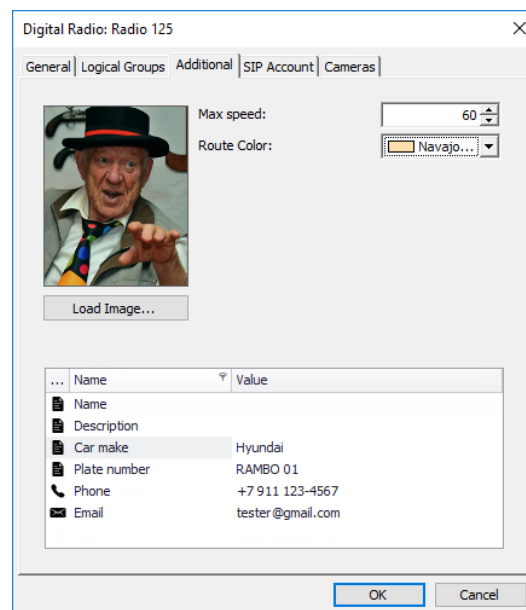 Digital Radio: Radio 125
General Logical Groups Additional SIP Account Cameras
Max speed: 60
Route Color: Navajo...
Load Image...
... Name Value
Name
Description
Car make Hyundai
Plate number RAMBO 01
Phone +7 911 123-4567
Email tester@gmail.com
OK Cancel